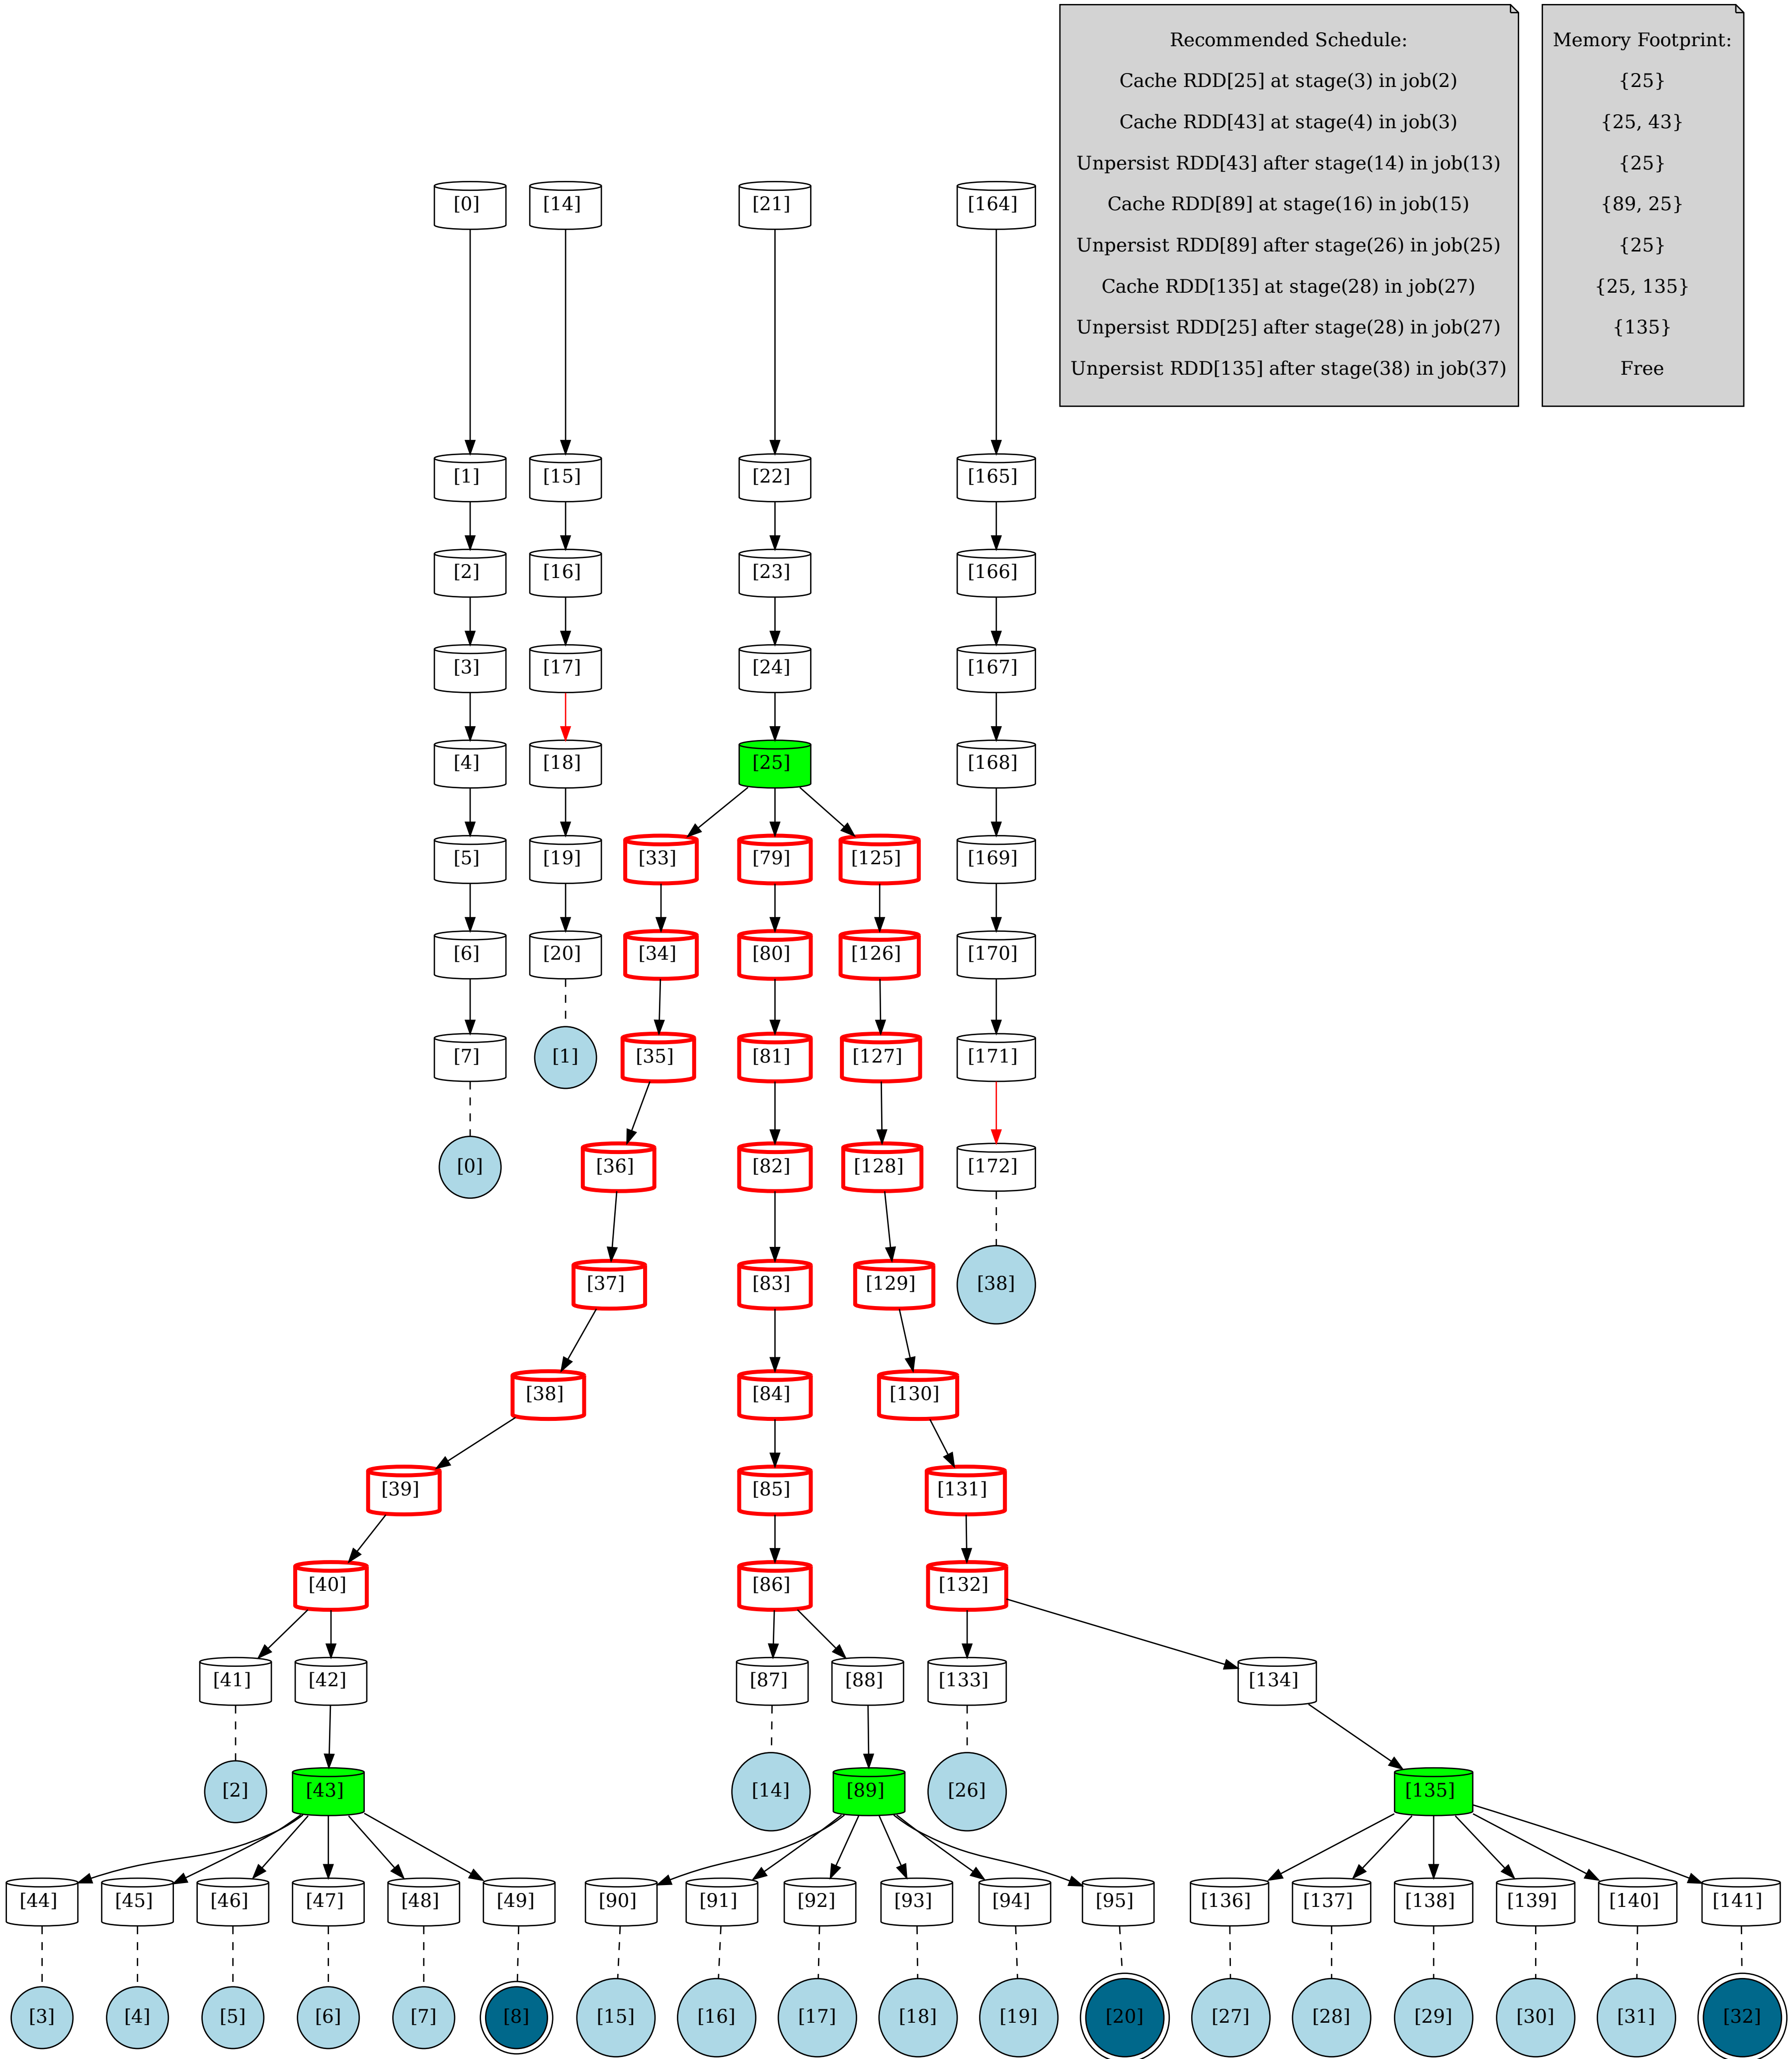 Recommended Schedule:
Cache RDD[25] at stage(3) in job(2)
Cache RDD[43] at stage(4) in job(3)
Unpersist RDD[43] after stage(14) in job(13)
Cache RDD[89] at stage(16) in job(15)
Unpersist RDD[89] after stage(26) in job(25)
Cache RDD[135] at stage(28) in job(27)
Unpersist RDD[25] after stage(28) in job(27)
Unpersist RDD[135] after stage(38) in job(37)
Memory Footprint:
{25}
{25, 43}
{25}
{89, 25}
{25}
{25, 135}
{135}
Free
[0] [14] [21] [164]
[1] [15] [22] [165]
[2] [16] [23] [166]
[3] [17] [24] [167]
[4] [18] [25] [168]
[5] [19] [33] [79] [125] [169]
[6] [20] [34] [80] [126] [170]
[7] [1] [35] [81] [127] [171]
[0] [36] [82] [128] [172]
[37] [83] [129] [38]
[38] [84] [130]
[39] [85] [131]
[40] [86] [132]
[41] [42] [87] [88] [133] [134]
[2] [43] [14] [89] [26] [135]
[44] [45] [46] [47] [48] [49] [90] [91] [92] [93] [94] [95] [136] [137] [138] [139] [140] [141]
[3] [4] [5] [6] [7] [8] [15] [16] [17] [18] [19] [20] [27] [28] [29] [30] [31] [32]